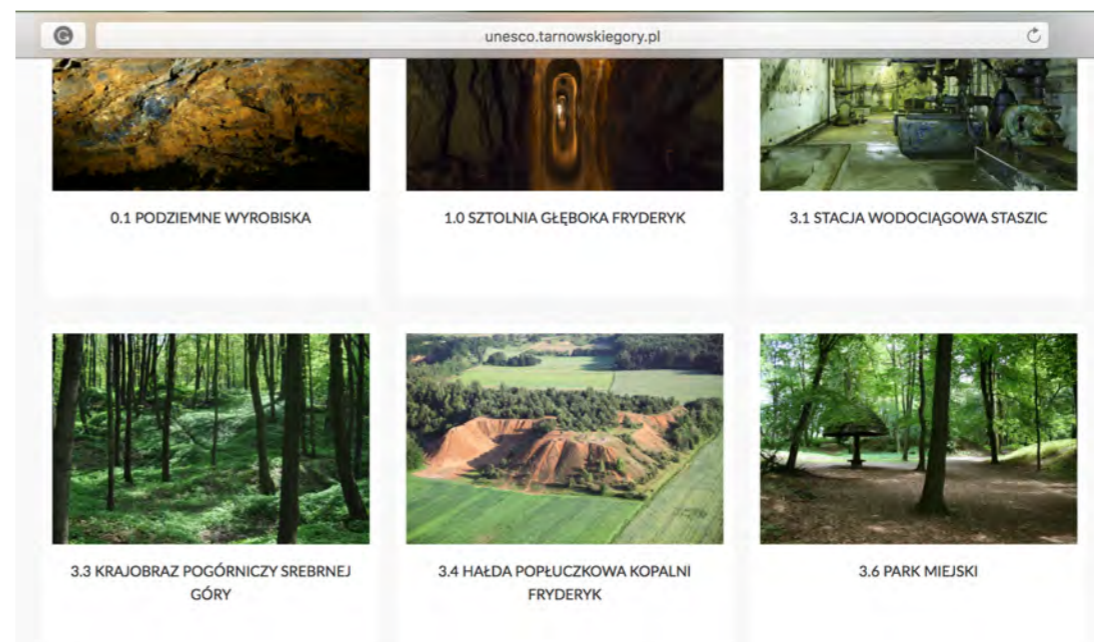 unesco.tarnowskiegory.pl
0.1 PODZIEMNE WYROBISKA
1.0 SZTOLNIA GŁĘBOKA FRYDERYK
3.1 STACJA WODOCIĄGOWA STASZIC
3.3 KRAJOBRAZ POGÓRNICZY SREBRNEJ
GÓRY
3.4 HAŁDA POPŁUCZKOWA KOPALNI
FRYDERYK
3.6 PARK MIEJSKI